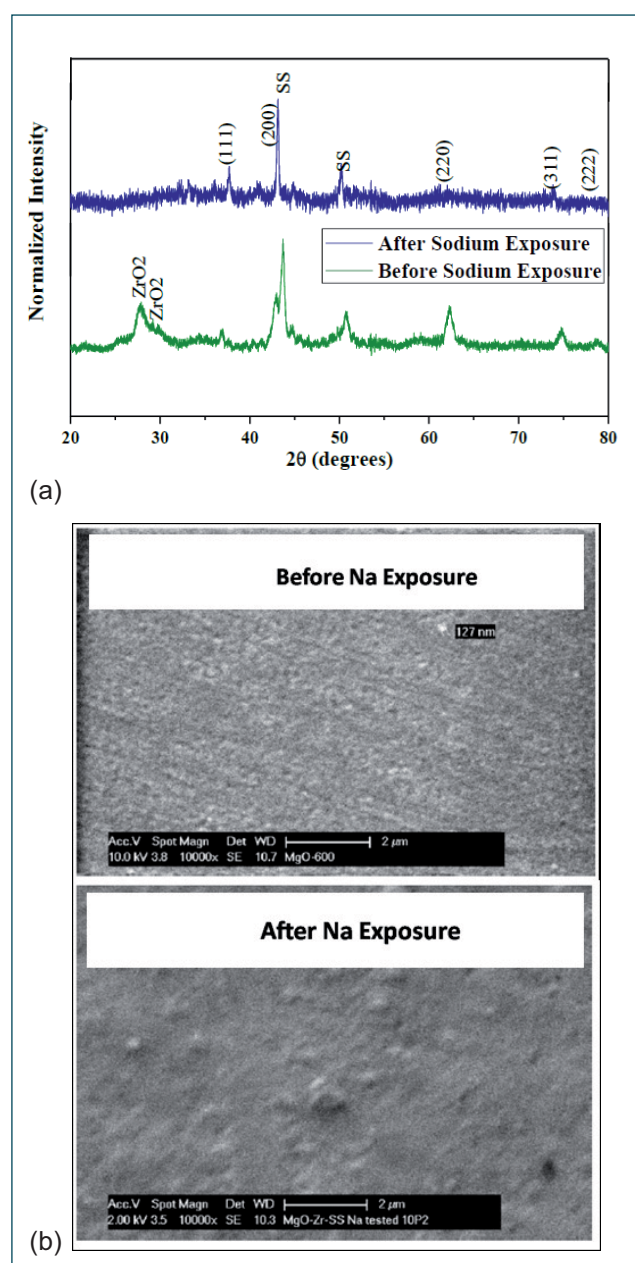 SS
(200)
(111)
SS
(220)
(311)
(222)
Normalized Intensity
After Sodium Exposure
Before Sodium Exposure
ZrO2
ZrO2
20 30 40 50 60 70 80
2θ (degrees)
(a)
Before Na Exposure
127 nm
Acc.V Spot Magn Det WD 2 µm
10.0 kV 3.8 10000x SE 10.7 MgO-600
After Na Exposure
Acc.V Spot Magn Det WD 2 µm
2.00 kV 3.5 10000x SE 10.3 MgO-Zr-SS Na tested 10P2
(b)